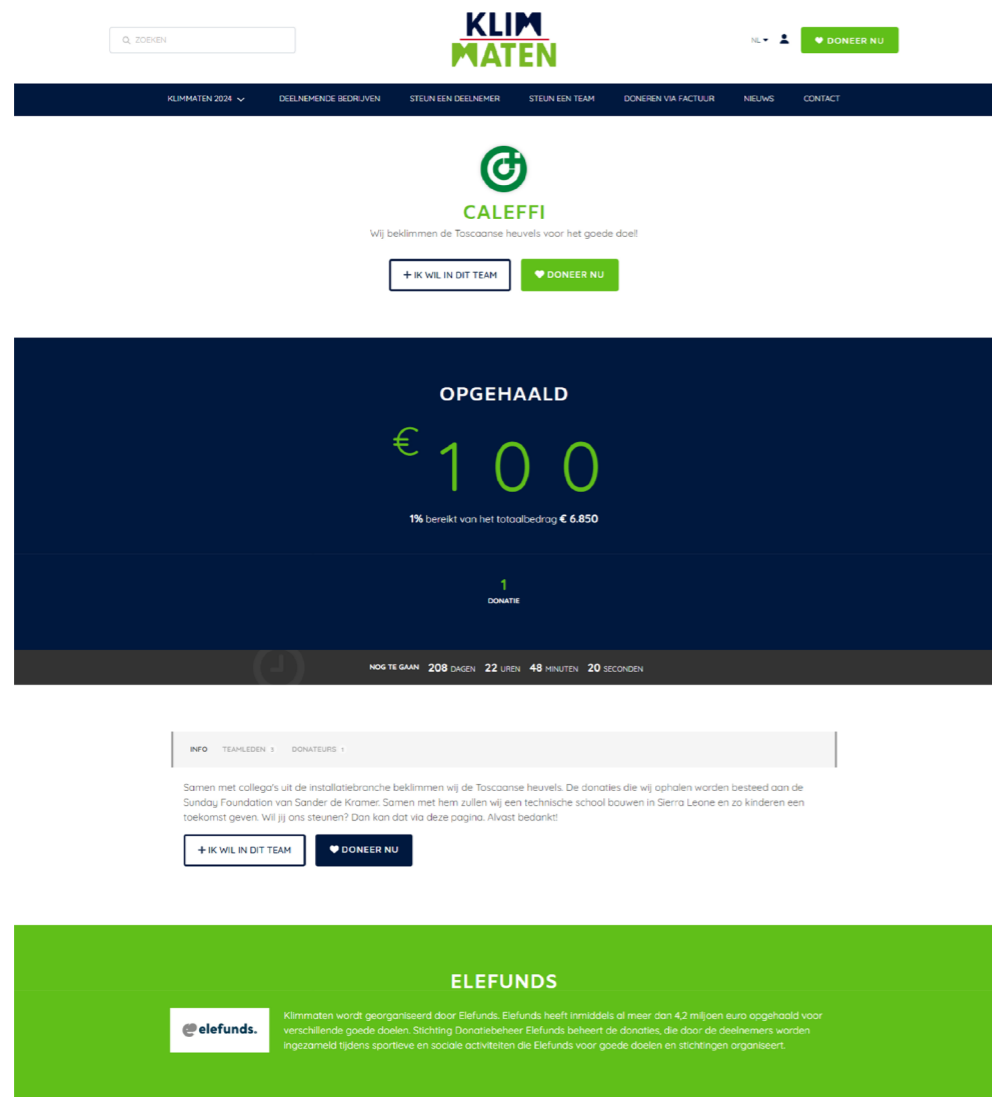 ZOEKEN
KLIM
MATEN
NL
DONEER NU
KLIMMATEN 2024 DEELNEMENDE BEDRIJVEN STEUN EEN DEELNEMER STEUN EEN TEAM DONEREN VIA FACTUUR NIEUWS CONTACT
CALEFFI
Wij beklimmen de Toscaanse heuvels voor het goede doel!
+ IK WIL IN DIT TEAM DONEER NU
OPGEHAALD
€ 100
1% bereikt van het totaalbedrag € 6.850
1
DONATIE
NOG TE GAAN 208 DAGEN 22 UREN 48 MINUTEN 20 SECONDEN
INFO TEAMLEDEN 3 DONATEURS 1
Samen met collega's uit de installatiebranche beklimmen wij de Toscaanse heuvels. De donaties die wij ophalen worden besteed aan de
Sunday Foundation van Sander de Kramer. Samen met hem zullen wij een technische school bouwen in Sierra Leone en zo kinderen een
toekomst geven. Wil jij ons steunen? Dan kan dat via deze pagina. Alvast bedankt!
+ IK WIL IN DIT TEAM DONEER NU
ELEFUNDS
elefunds.
Klimmaten wordt georganiseerd door Elefunds. Elefunds heeft inmiddels al meer dan 4,2 miljoen euro opgehaald voor
verschillende goede doelen. Stichting Donatiebeheer Elefunds beheert de donaties, die door de deelnemers worden
ingezameld tijdens sportieve en sociale activiteiten die Elefunds voor goede doelen en stichtingen organiseert.